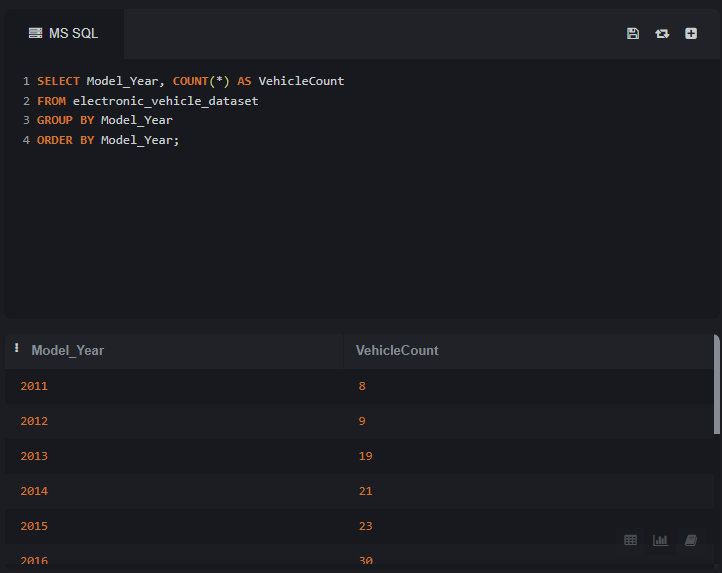 MS SQL
1 SELECT Model_Year, COUNT(*) AS VehicleCount
2 FROM electronic_vehicle_dataset
3 GROUP BY Model_Year
4 ORDER BY Model_Year;
Model_Year VehicleCount
2011 8
2012 9
2013 19
2014 21
2015 23
2016 30